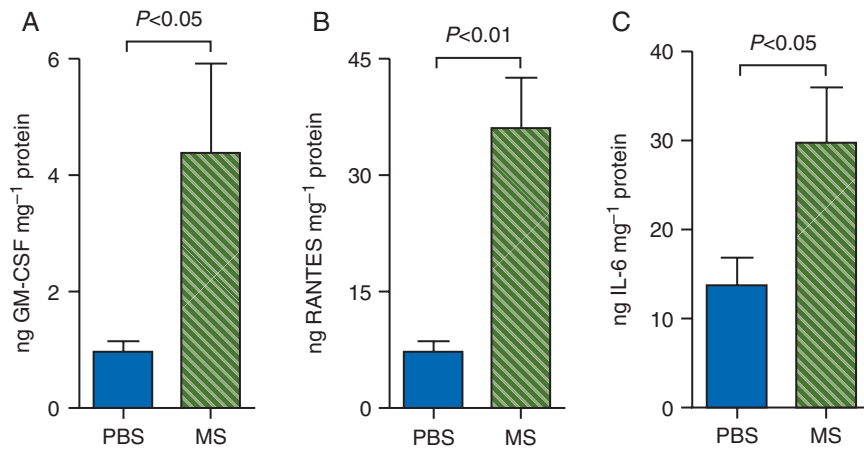 A
P<0.05
6
4
2
0
ng GM-CSF mg⁻¹ protein
PBS MS
B
P<0.01
45
30
15
0
ng RANTES mg⁻¹ protein
PBS MS
C
P<0.05
40
30
20
10
0
ng IL-6 mg⁻¹ protein
PBS MS